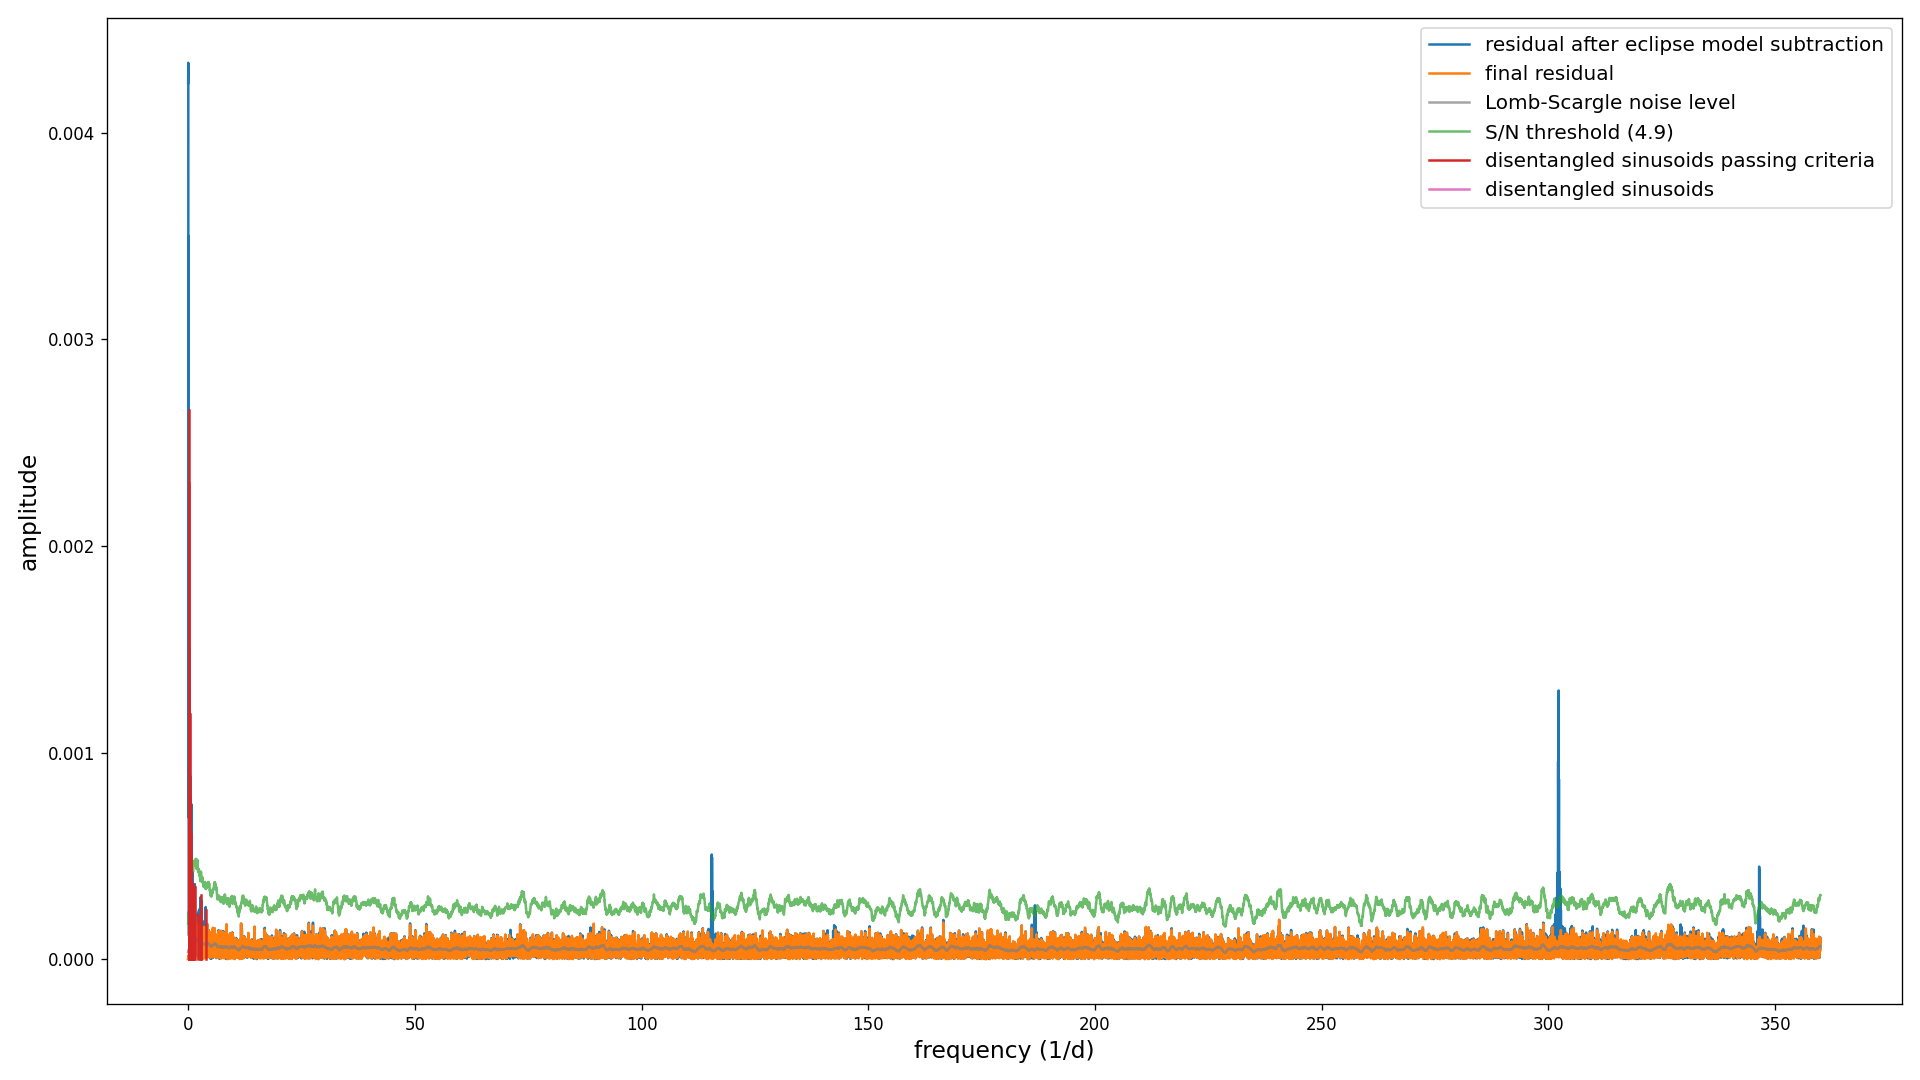 residual after eclipse model subtraction
final residual
Lomb-Scargle noise level
S/N threshold (4.9)
disentangled sinusoids passing criteria
disentangled sinusoids
0.004
0.003
0.002
0.001
0.000
amplitude
0 50 100 150 200 250 300 350
frequency (1/d)